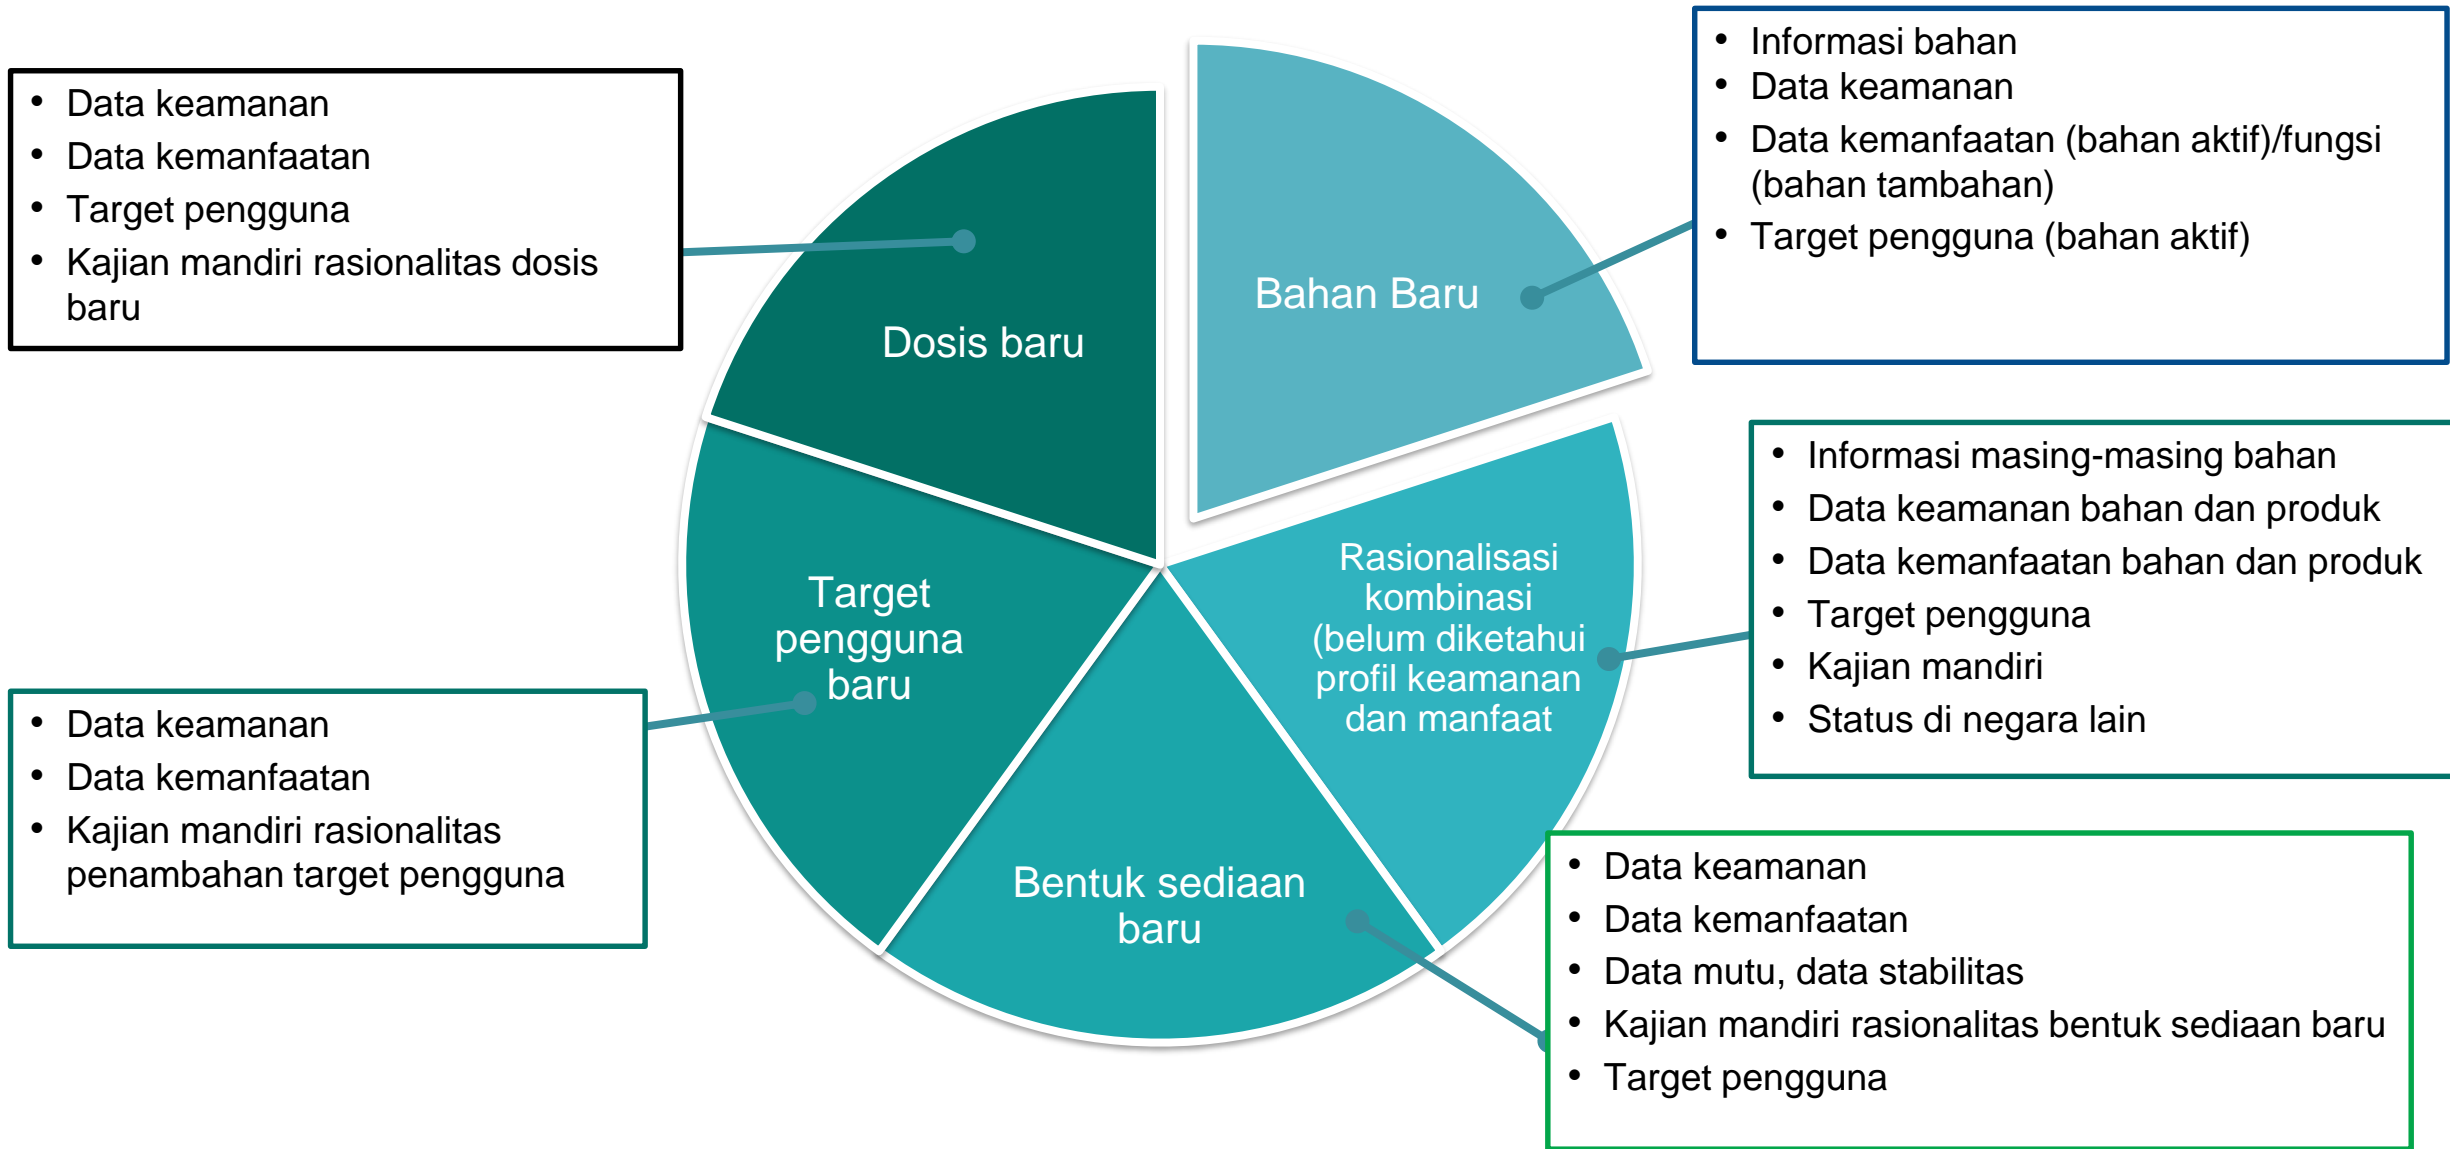 • Data keamanan
• Data kemanfaatan
• Target pengguna
• Kajian mandiri rasionalitas dosis
baru
Dosis baru
Bahan Baru
• Informasi bahan
• Data keamanan
• Data kemanfaatan (bahan aktif)/fungsi
(bahan tambahan)
• Target pengguna (bahan aktif)
• Informasi masing-masing bahan
• Data keamanan bahan dan produk
• Data kemanfaatan bahan dan produk
• Target pengguna
• Kajian mandiri
• Status di negara lain
Rasionalisasi
kombinasi
(belum diketahui
profil keamanan
dan manfaat
Target
pengguna
baru
• Data keamanan
• Data kemanfaatan
• Kajian mandiri rasionalitas
penambahan target pengguna
Bentuk sediaan
baru
• Data keamanan
• Data kemanfaatan
• Data mutu, data stabilitas
• Kajian mandiri rasionalitas bentuk sediaan baru
• Target pengguna